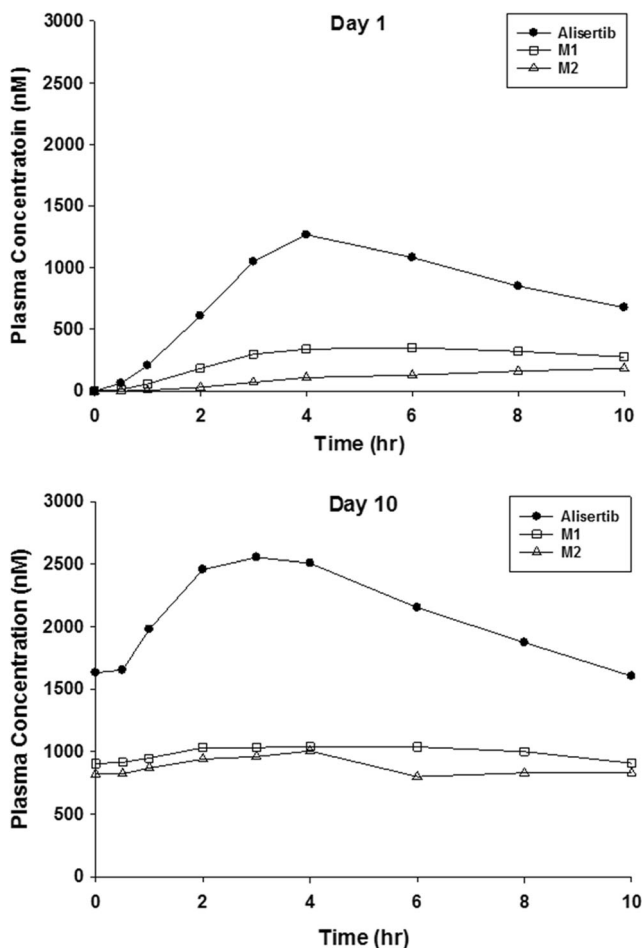 Day 1
Alisertib
M1
M2
3000
2500
2000
1500
1000
500
0
Plasma Concentratoin (nM)
0 2 4 6 8 10
Time (hr)
Day 10
Alisertib
M1
M2
3000
2500
2000
1500
1000
500
0
Plasma Concentration (nM)
0 2 4 6 8 10
Time (hr)